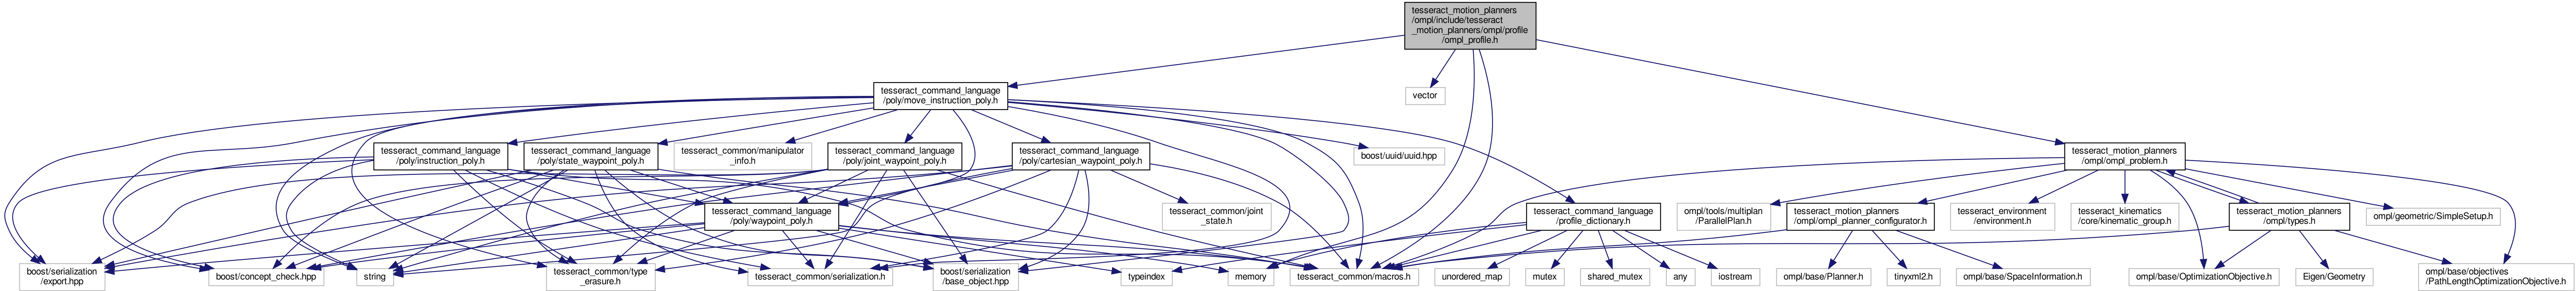 tesseract_motion_planners
/ompl/include/tesseract
_motion_planners/ompl/profile
/ompl_profile.h
tesseract_command_language
/poly/move_instruction_poly.h
vector
tesseract_command_language
/poly/instruction_poly.h
tesseract_command_language
/poly/state_waypoint_poly.h
tesseract_common/manipulator
_info.h
tesseract_command_language
/poly/joint_waypoint_poly.h
tesseract_command_language
/poly/cartesian_waypoint_poly.h
boost/uuid/uuid.hpp
tesseract_motion_planners
/ompl/ompl_problem.h
tesseract_command_language
/poly/waypoint_poly.h
tesseract_common/joint
_state.h
tesseract_command_language
/profile_dictionary.h
ompl/tools/multiplan
/ParallelPlan.h
tesseract_motion_planners
/ompl/ompl_planner_configurator.h
tesseract_environment
/environment.h
tesseract_kinematics
/core/kinematic_group.h
tesseract_motion_planners
/ompl/types.h
ompl/geometric/SimpleSetup.h
boost/serialization
/export.hpp
boost/concept_check.hpp
string
tesseract_common/type
_erasure.h
tesseract_common/serialization.h
boost/serialization
/base_object.hpp
typeindex
memory
tesseract_common/macros.h
unordered_map
mutex
shared_mutex
any
iostream
ompl/base/Planner.h
tinyxml2.h
ompl/base/SpaceInformation.h
ompl/base/OptimizationObjective.h
Eigen/Geometry
ompl/base/objectives
/PathLengthOptimizationObjective.h